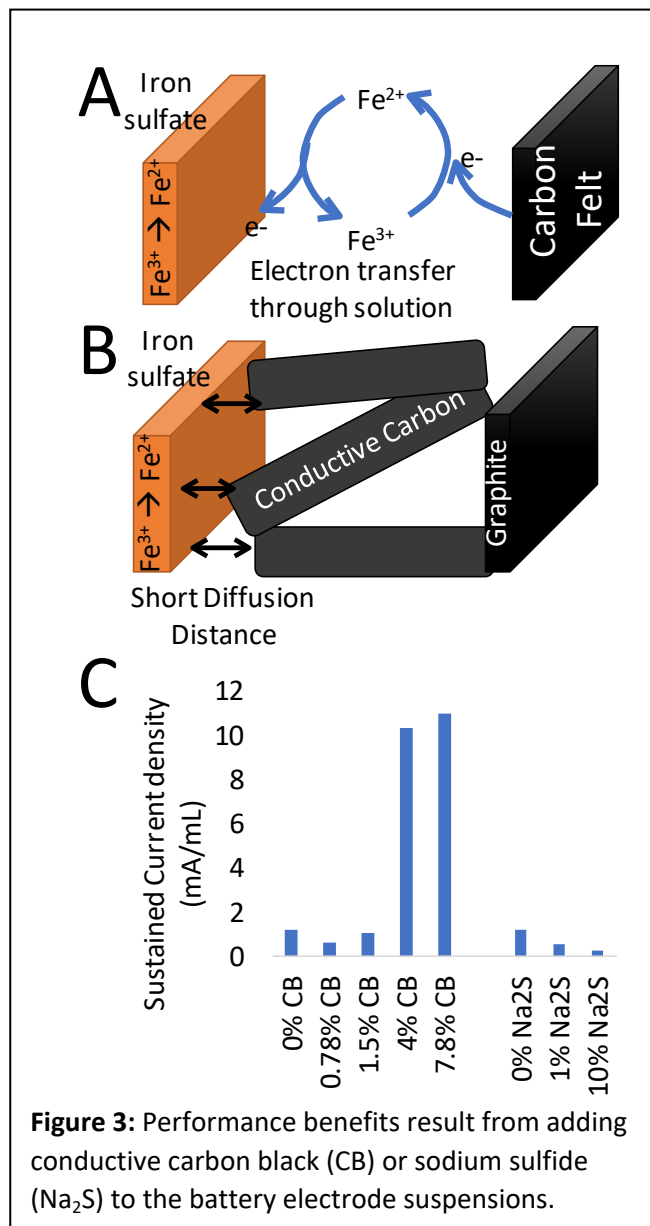 A
Iron
sulfate
Fe³⁺ → Fe²⁺
Fe²⁺
e-
e-
Fe³⁺
Carbon
Felt
Electron transfer
through solution
B
Iron
sulfate
Fe³⁺ → Fe²⁺
Conductive Carbon
Graphite
Short Diffusion
Distance
C
Sustained Current density
(mA/mL)
12
10
8
6
4
2
0
0% CB
0.78% CB
1.5% CB
4% CB
7.8% CB
0% Na2S
1% Na2S
10% Na2S
Figure 3: Performance benefits result from adding
conductive carbon black (CB) or sodium sulfide
(Na₂S) to the battery electrode suspensions.